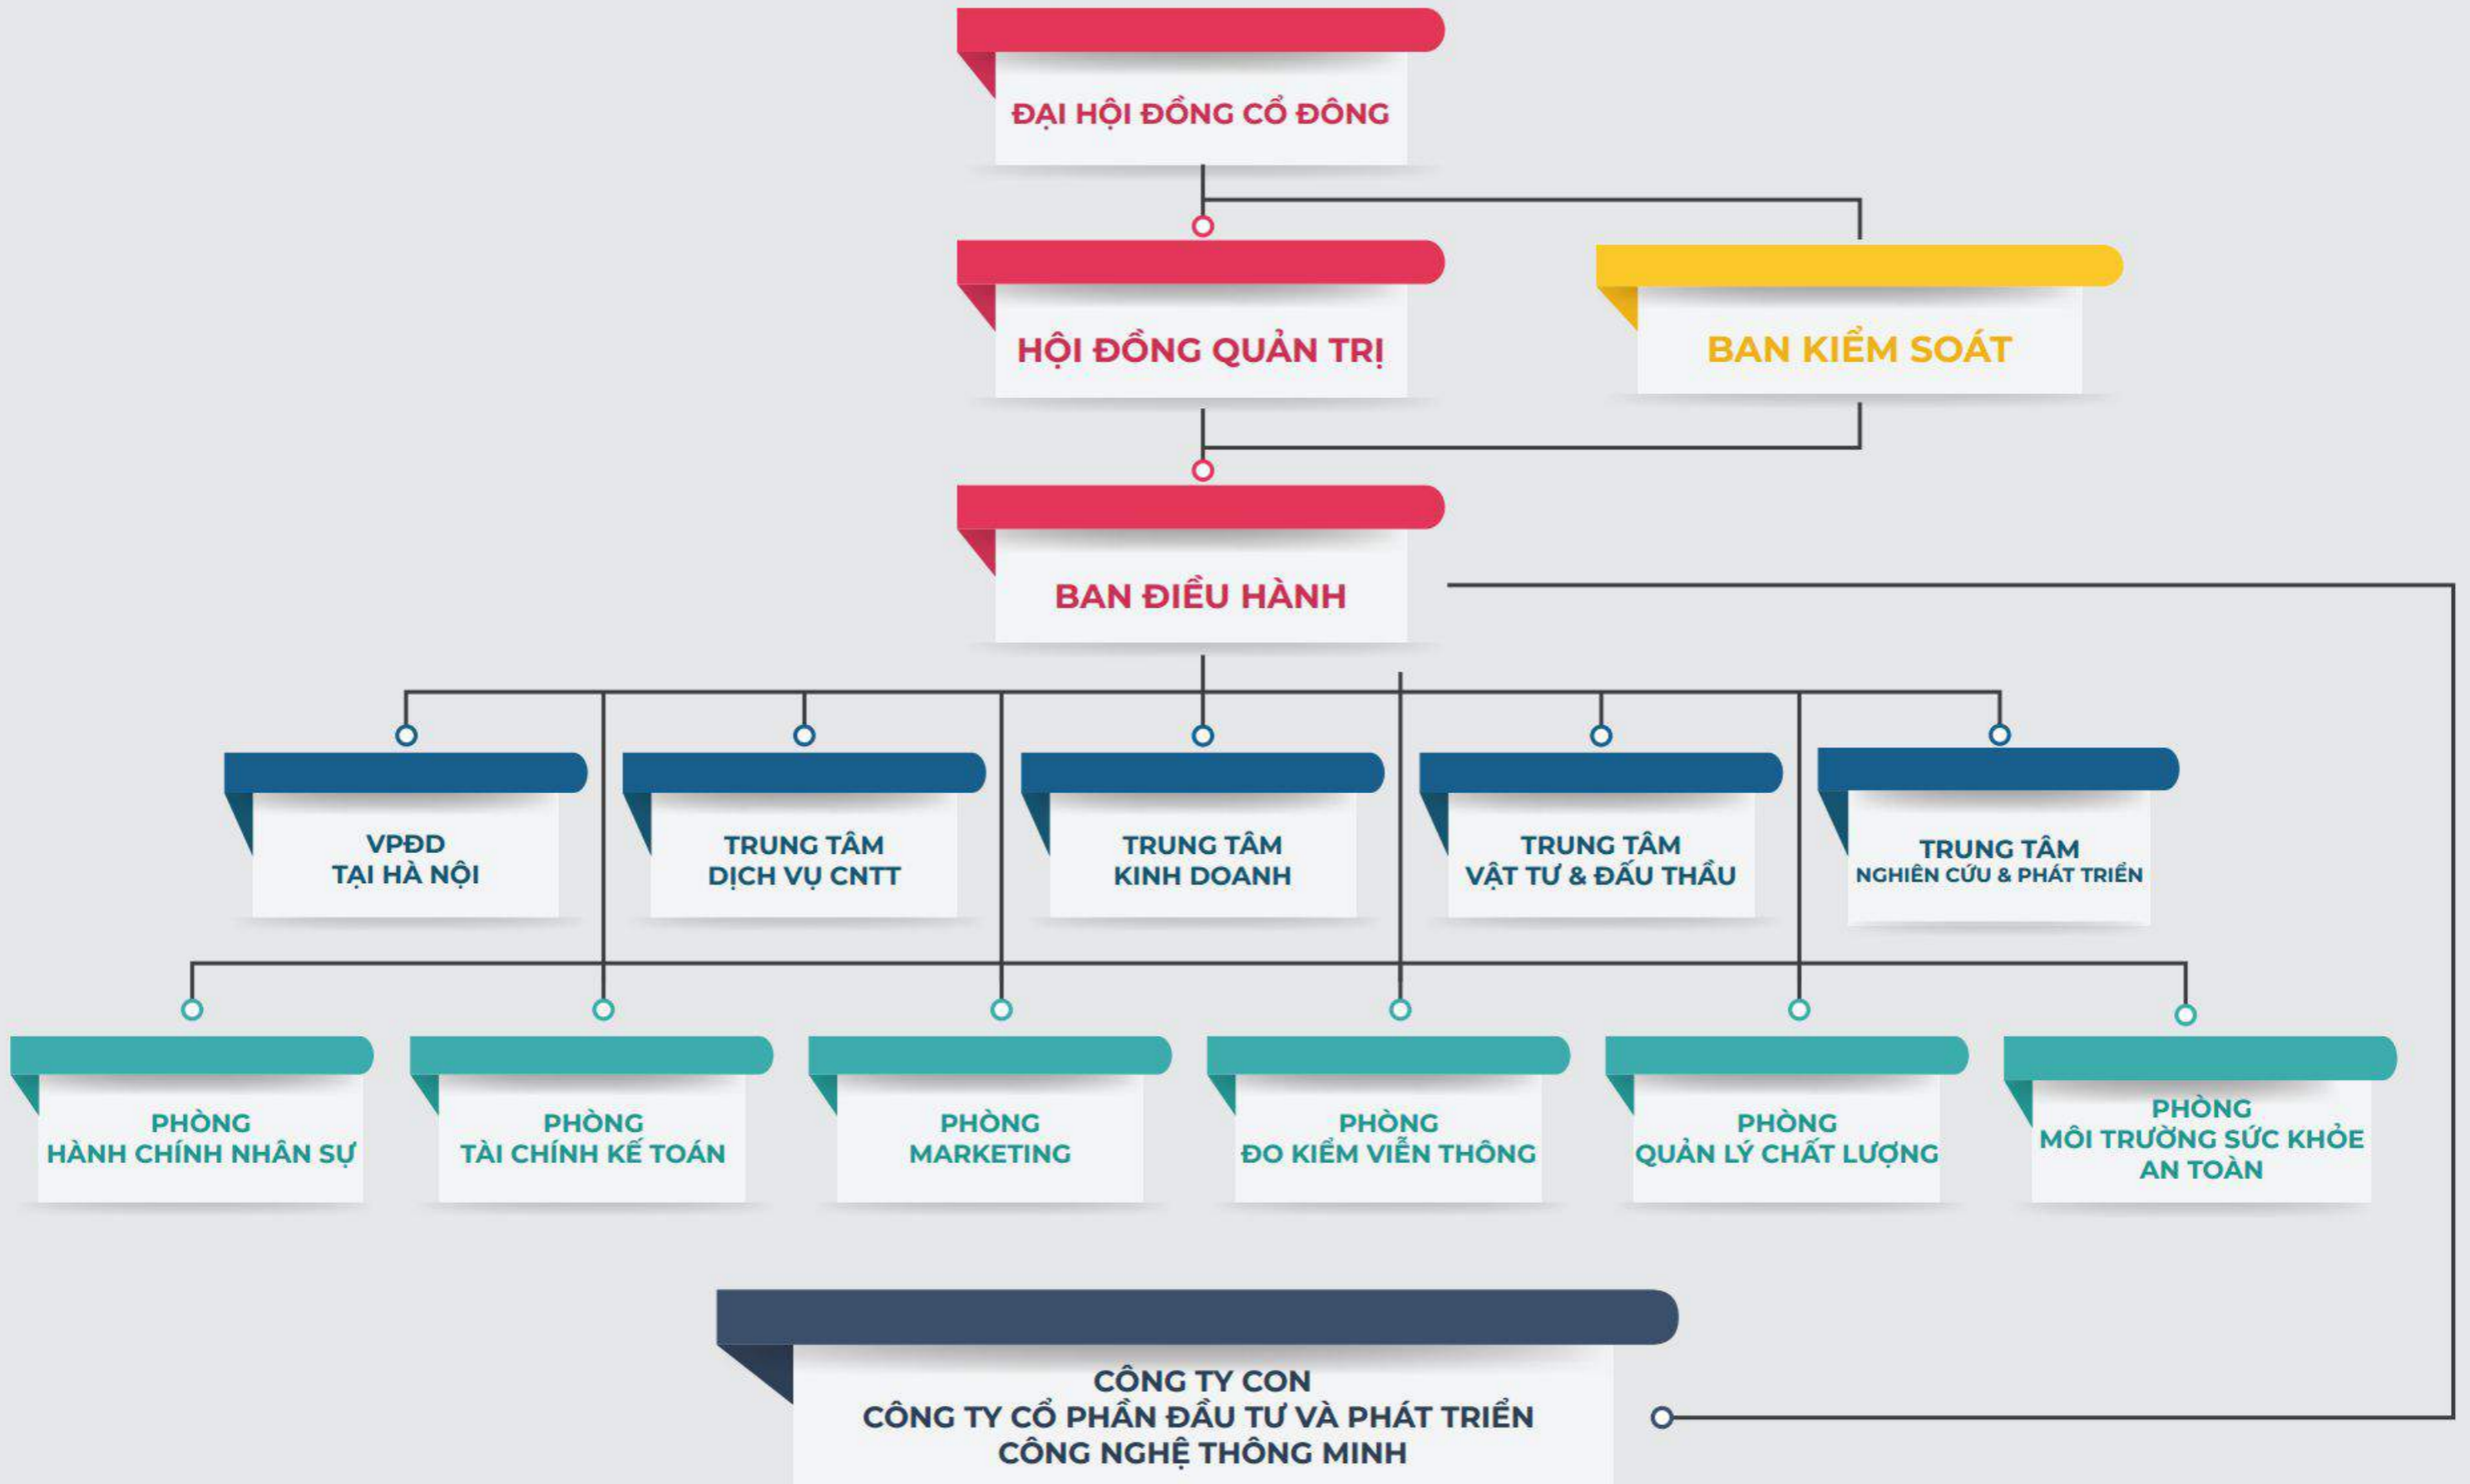 ĐẠI HỘI ĐỒNG CỔ ĐÔNG
HỘI ĐỒNG QUẢN TRỊ
BAN KIỂM SOÁT
BAN ĐIỀU HÀNH
VPĐD
TẠI HÀ NỘI
TRUNG TÂM
DỊCH VỤ CNTT
TRUNG TÂM
KINH DOANH
TRUNG TÂM
VẬT TƯ & ĐẤU THẦU
TRUNG TÂM
NGHIÊN CỨU & PHÁT TRIỂN
PHÒNG
HÀNH CHÍNH NHÂN SỰ
PHÒNG
TÀI CHÍNH KẾ TOÁN
PHÒNG
MARKETING
PHÒNG
ĐO KIỂM VIỄN THÔNG
PHÒNG
QUẢN LÝ CHẤT LƯỢNG
PHÒNG
MÔI TRƯỜNG SỨC KHỎE
AN TOÀN
CÔNG TY CON
CÔNG TY CỔ PHẦN ĐẦU TƯ VÀ PHÁT TRIỂN
CÔNG NGHỆ THÔNG MINH